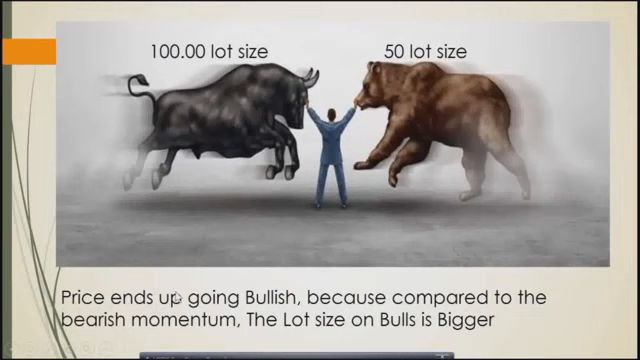 100.00 lot size 50 lot size
Price ends up going Bullish, because compared to the
bearish momentum, The Lot size on Bulls is Bigger